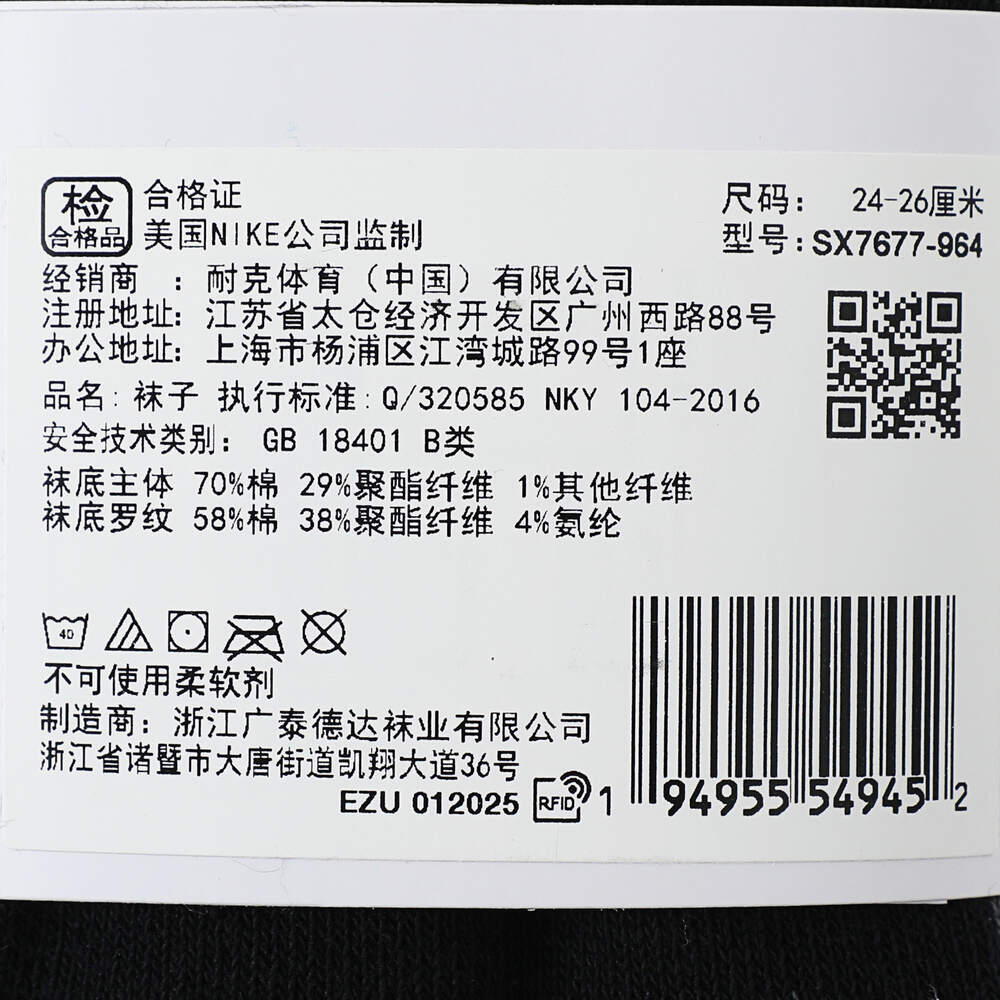 检
合格品
合格证
美国NIKE公司监制
尺码: 24-26厘米
型号:SX7677-964
经销商 : 耐克体育(中国)有限公司
注册地址: 江苏省太仓经济开发区广州西路88号
办公地址: 上海市杨浦区江湾城路99号1座
品名: 袜子 执行标准: Q/320585 NKY 104-2016
安全技术类别: GB 18401 B类
袜底主体 70%棉 29%聚酯纤维 1%其他纤维
袜底罗纹 58%棉 38%聚酯纤维 4%氨纶
40
不可使用柔软剂
制造商: 浙江广泰德达袜业有限公司
浙江省诸暨市大唐街道凯翔大道36号
EZU 012025 RFID
1 94955 54945 2